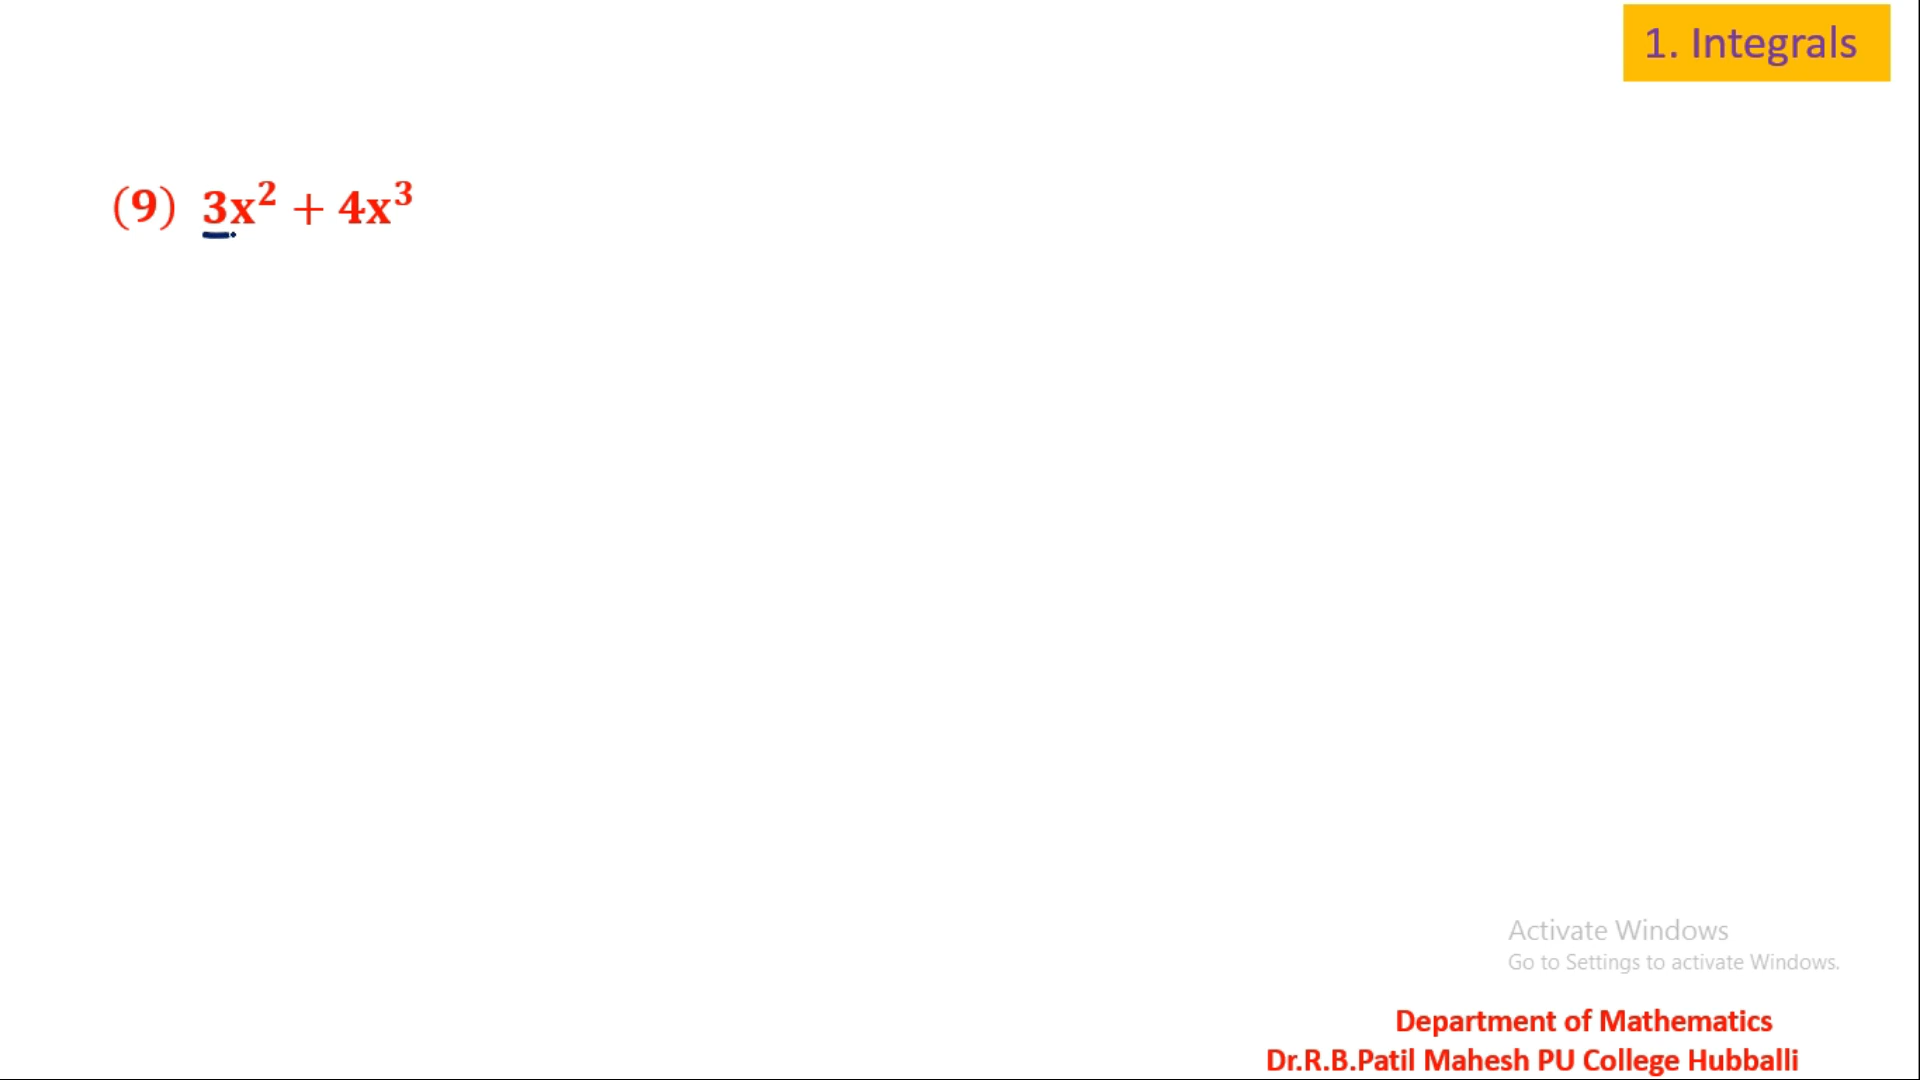 1. Integrals
(9) 3x² + 4x³
Activate Windows
Go to Settings to activate Windows.
Department of Mathematics
Dr.R.B.Patil Mahesh PU College Hubballi